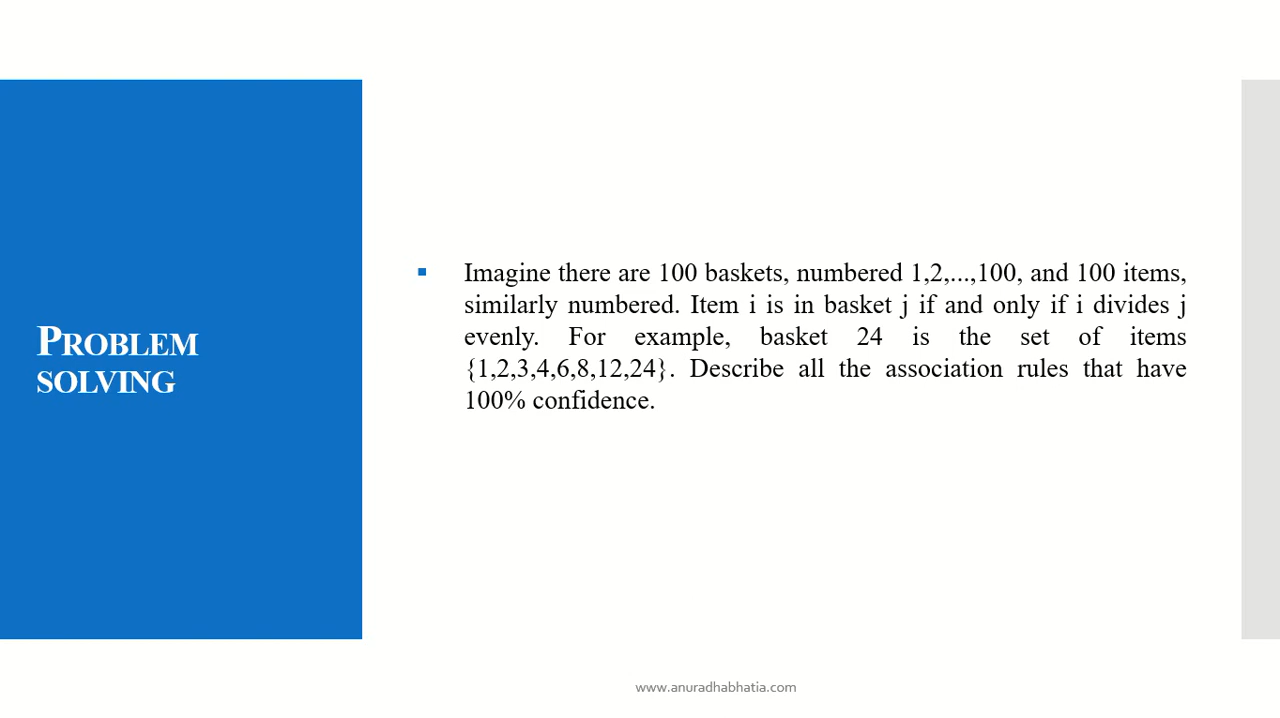 PROBLEM
SOLVING
▪ Imagine there are 100 baskets, numbered 1,2,...,100, and 100 items,
similarly numbered. Item i is in basket j if and only if i divides j
evenly. For example, basket 24 is the set of items
{1,2,3,4,6,8,12,24}. Describe all the association rules that have
100% confidence.
www.anuradhabhatia.com